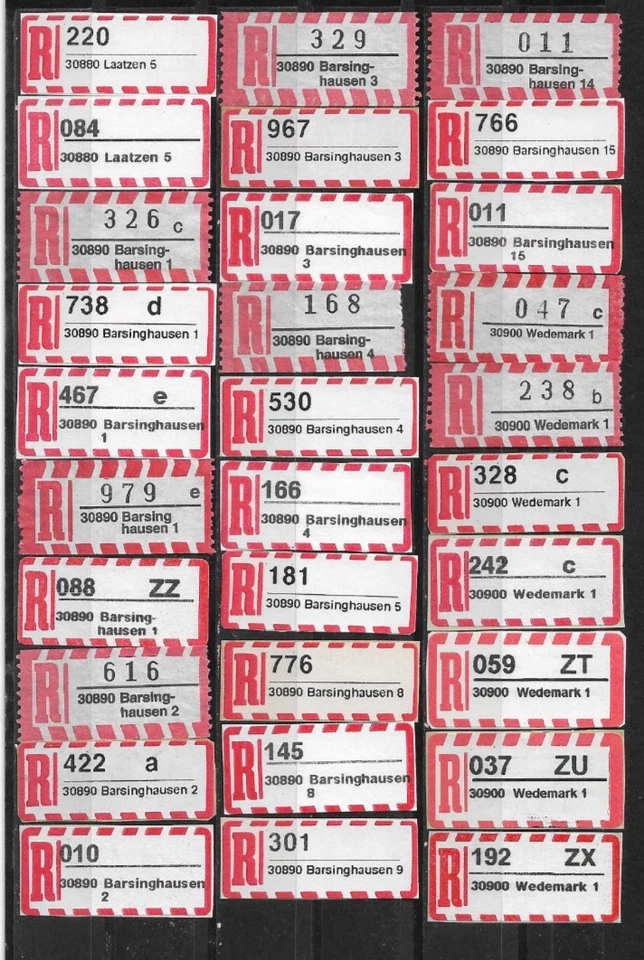 R 220
30880 Laatzen 5
R 084
30880 Laatzen 5
R 326 c
30890 Barsing-
hausen 1
R 738 d
30890 Barsinghausen 1
R 467 e
30890 Barsinghausen
1
R 979 e
30890 Barsing
hausen 1
R 088 ZZ
30890 Barsing-
hausen 1
R 616
30890 Barsing-
hausen 2
R 422 a
30890 Barsinghausen 2
R 010
30890 Barsinghausen
2
R 329
30890 Barsing-
hausen 3
R 967
30890 Barsinghausen 3
R 017
30890 Barsinghausen
3
R 168
30890 Barsing-
hausen 4
R 530
30890 Barsinghausen 4
R 166
30890 Barsinghausen
4
R 181
30890 Barsinghausen 5
R 776
30890 Barsinghausen 8
R 145
30890 Barsinghausen
8
R 301
30890 Barsinghausen 9
R 011
30890 Barsing-
hausen 14
R 766
30890 Barsinghausen 15
R 011
30890 Barsinghausen
15
R 047 c
30900 Wedemark 1
R 238 b
30900 Wedemark 1
R 328 c
30900 Wedemark 1
R 242 c
30900 Wedemark 1
R 059 ZT
30900 Wedemark 1
R 037 ZU
30900 Wedemark 1
R 192 ZX
30900 Wedemark 1